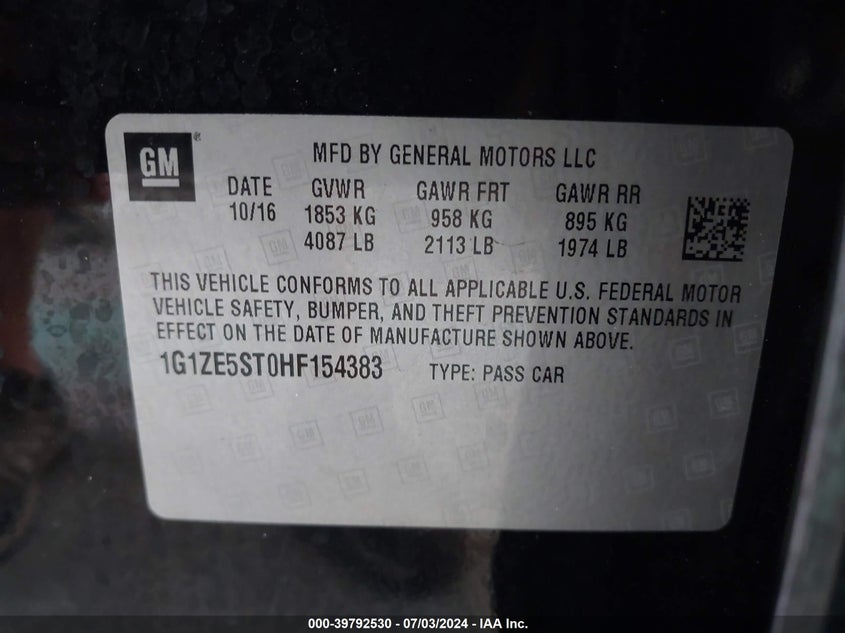 GM®
MFD BY GENERAL MOTORS LLC
DATE GVWR GAWR FRT GAWR RR
10/16 1853 KG 958 KG 895 KG
4087 LB 2113 LB 1974 LB
THIS VEHICLE CONFORMS TO ALL APPLICABLE U.S. FEDERAL MOTOR
VEHICLE SAFETY, BUMPER, AND THEFT PREVENTION STANDARDS IN
EFFECT ON THE DATE OF MANUFACTURE SHOWN ABOVE.
1G1ZE5ST0HF154383 TYPE: PASS CAR
000-39792530 - 07/03/2024 - IAA Inc.